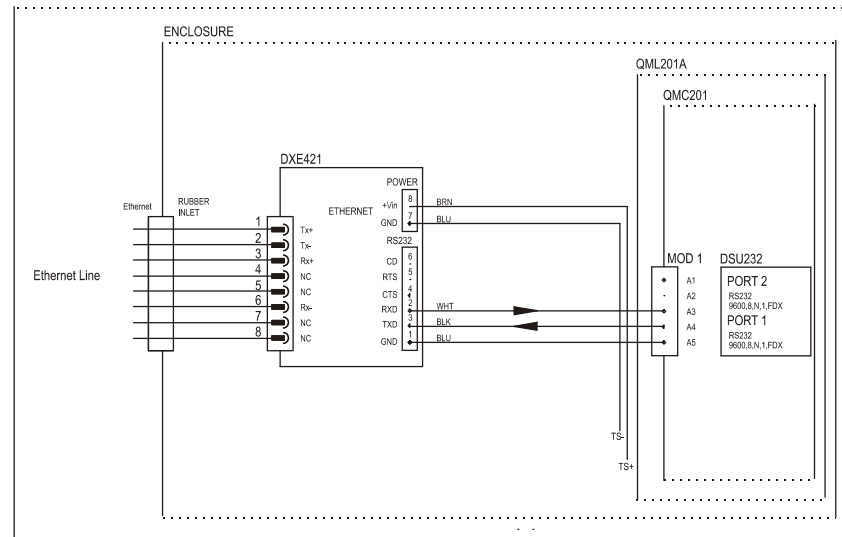 ENCLOSURE
QML201A
QMC201
DXE421
POWER
Ethernet
RUBBER
INLET
ETHERNET
+Vin 8 BRN
GND 7 BLU
RS232
1 Tx+
2 Tx-
3 Rx+
4 NC
5 NC
6 Rx-
7 NC
8 NC
CD 6
RTS 5
CTS 4
RXD 2 WHT
TXD 3 BLK
GND 1 BLU
Ethernet Line
MOD 1
DSU232
A1
A2
A3
A4
A5
PORT 2
RS232
9600,8,N,1,FDX
PORT 1
RS232
9600,8,N,1,FDX
TS-
TS+